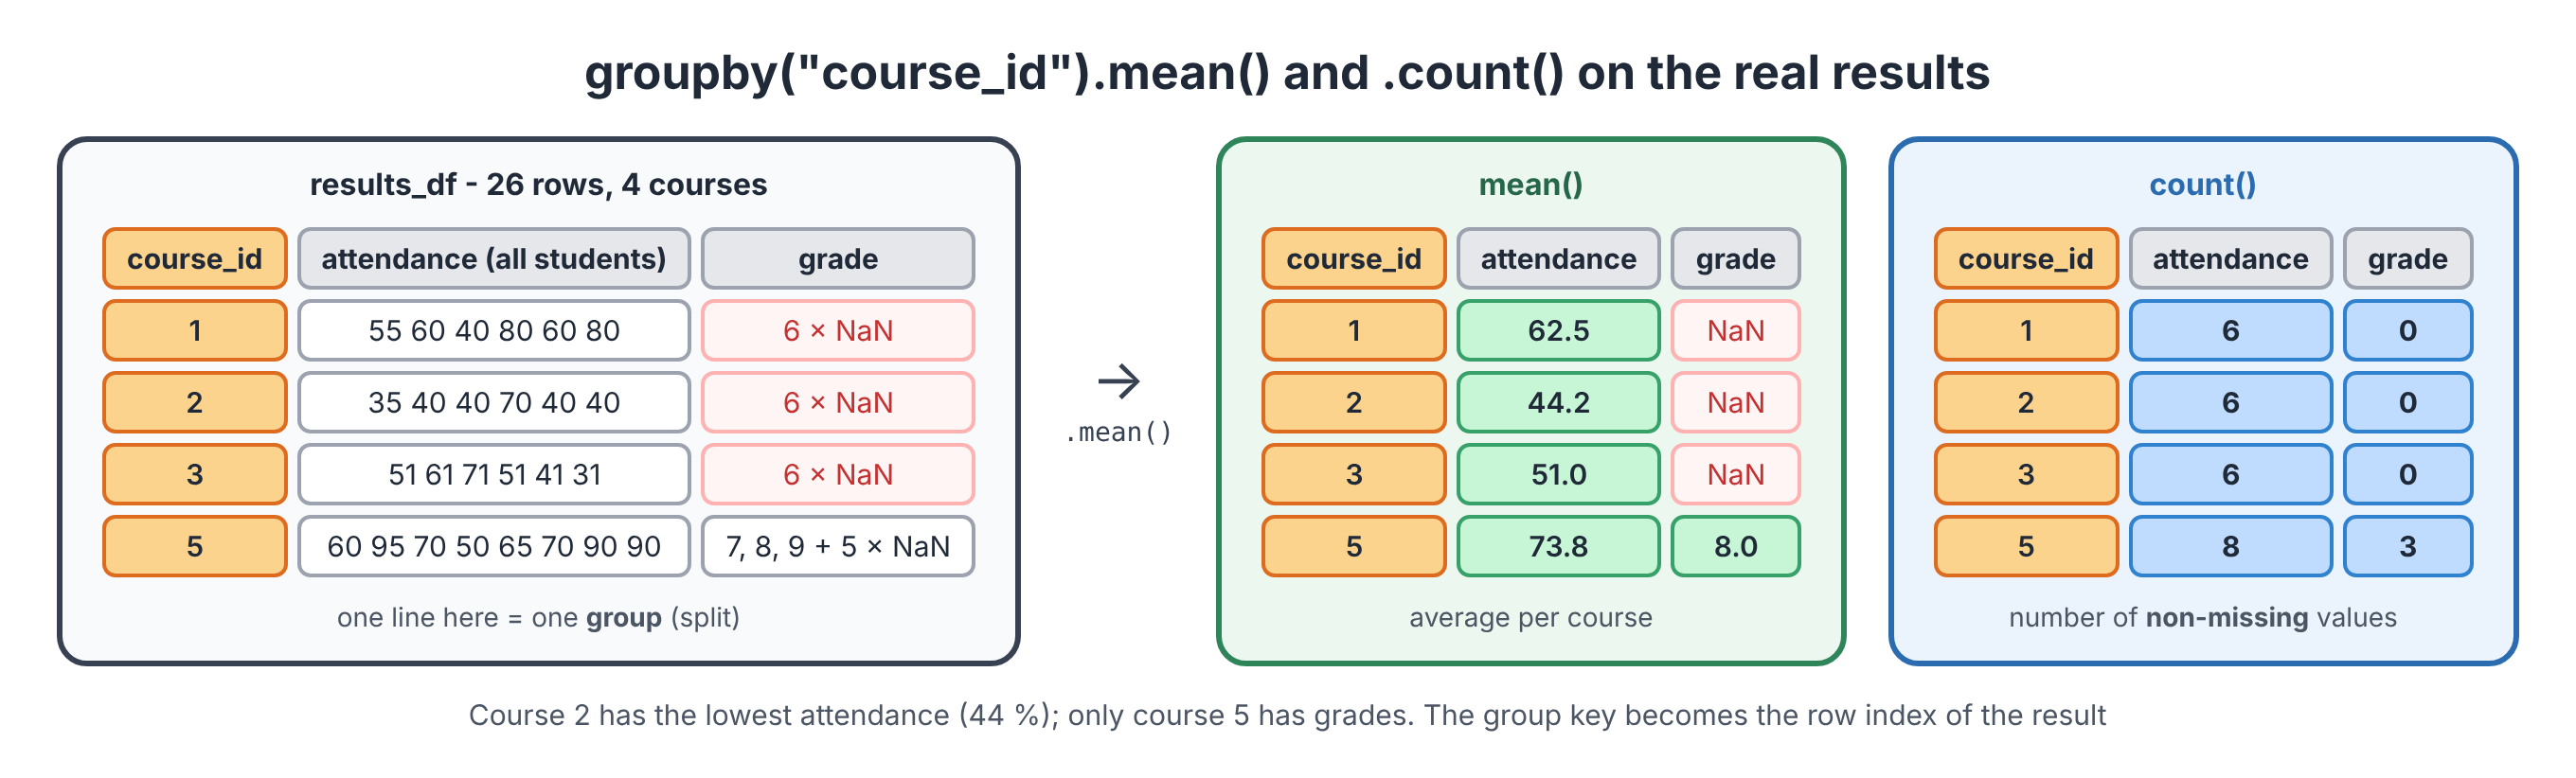 groupby("course_id").mean() and .count() on the real results
results_df - 26 rows, 4 courses
course_id attendance (all students) grade
1 55 60 40 80 60 80 6 × NaN
2 35 40 40 70 40 40 6 × NaN
3 51 61 71 51 41 31 6 × NaN
5 60 95 70 50 65 70 90 90 7, 8, 9 + 5 × NaN
one line here = one group (split)
→
.mean()
mean()
course_id attendance grade
1 62.5 NaN
2 44.2 NaN
3 51.0 NaN
5 73.8 8.0
average per course
count()
course_id attendance grade
1 6 0
2 6 0
3 6 0
5 8 3
number of non-missing values
Course 2 has the lowest attendance (44 %); only course 5 has grades. The group key becomes the row index of the result